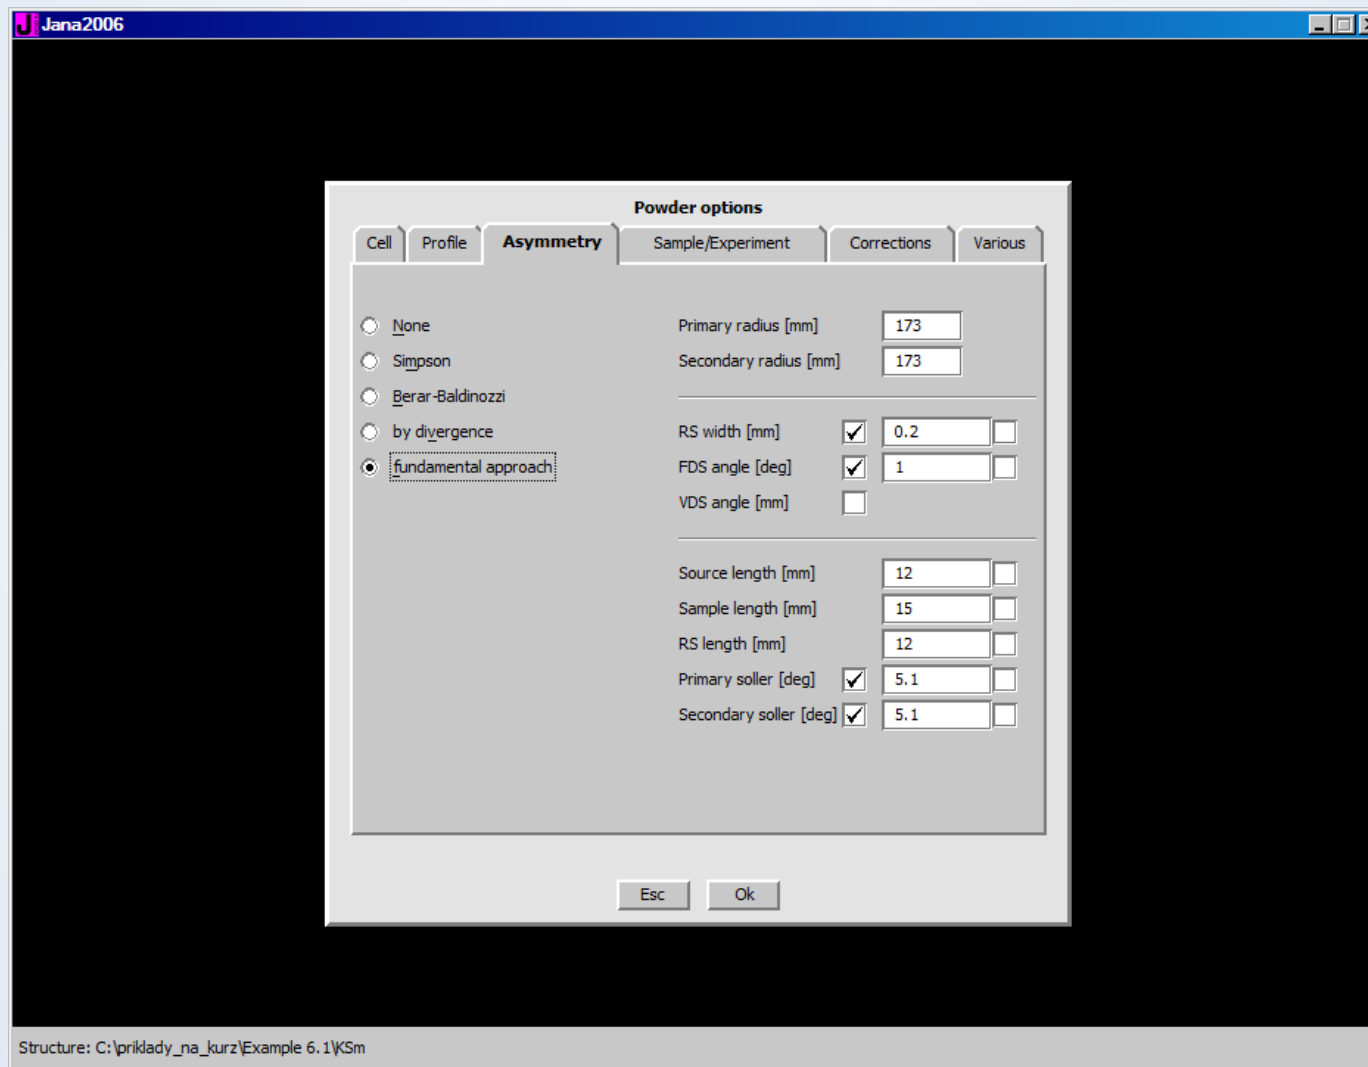 Jana2006
Powder options
Cell Profile Asymmetry Sample/Experiment Corrections Various
None
Simpson
Berar-Baldinozzi
by divergence
fundamental approach
Primary radius [mm] 173
Secondary radius [mm] 173
RS width [mm] 0.2
FDS angle [deg] 1
VDS angle [mm]
Source length [mm] 12
Sample length [mm] 15
RS length [mm] 12
Primary soller [deg] 5.1
Secondary soller [deg] 5.1
Esc Ok
Structure: C:\priklady_na_kurz\Example 6.1\KSm